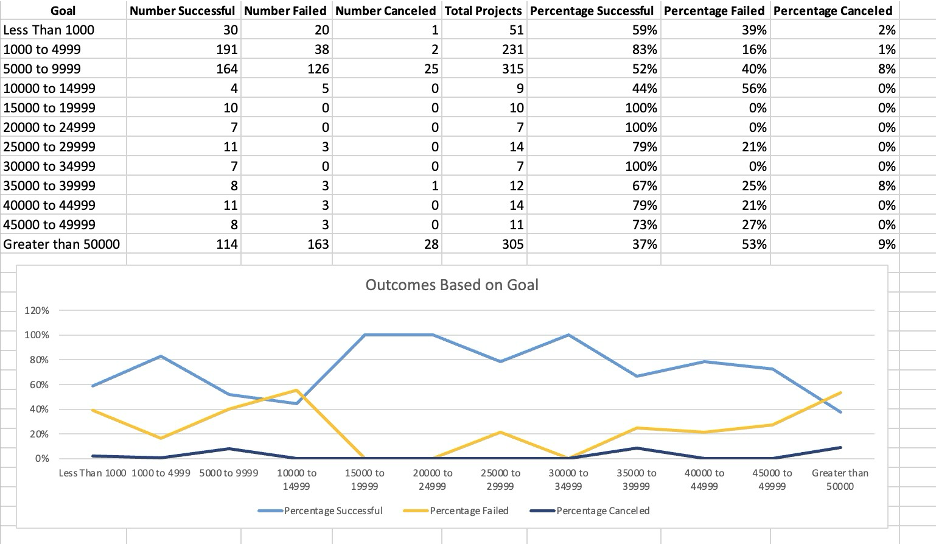 Goal Number Successful Number Failed Number Canceled Total Projects Percentage Successful Percentage Failed Percentage Canceled
Less Than 1000 30 20 1 51 59% 39% 2%
1000 to 4999 191 38 2 231 83% 16% 1%
5000 to 9999 164 126 25 315 52% 40% 8%
10000 to 14999 4 5 0 9 44% 56% 0%
15000 to 19999 10 0 0 10 100% 0% 0%
20000 to 24999 7 0 0 7 100% 0% 0%
25000 to 29999 11 3 0 14 79% 21% 0%
30000 to 34999 7 0 0 7 100% 0% 0%
35000 to 39999 8 3 1 12 67% 25% 8%
40000 to 44999 11 3 0 14 79% 21% 0%
45000 to 49999 8 3 0 11 73% 27% 0%
Greater than 50000 114 163 28 305 37% 53% 9%
Outcomes Based on Goal
120%
100%
80%
60%
40%
20%
0%
Less Than 1000 1000 to 4999 5000 to 9999 10000 to 15000 to 20000 to 25000 to 30000 to 35000 to 40000 to 45000 to Greater than
14999 19999 24999 29999 34999 39999 44999 49999 50000
Percentage Successful Percentage Failed Percentage Canceled